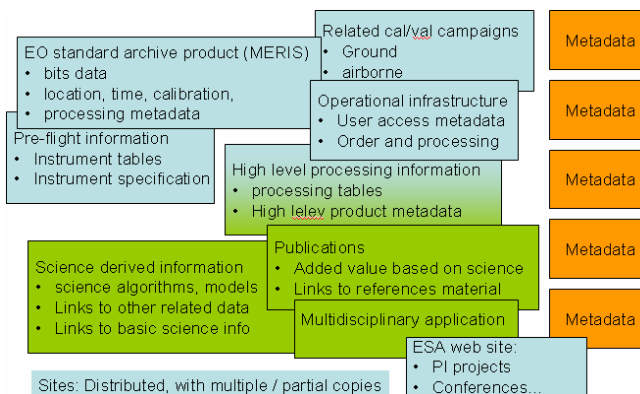 Related cal/val campaigns
• Ground
• airborne
EO standard archive product (MERIS)
• bits data
• location, time, calibration,
• processing metadata
Operational infrastructure
• User access metadata
• Order and processing
Pre-flight information
• Instrument tables
• Instrument specification
High level processing information
• processing tables
• High lelev product metadata
Publications
• Added value based on science
• Links to references material
Science derived information
• science algorithms, models
• Links to other related data
• Links to basic science info
Multidisciplinary application
ESA web site:
• PI projects
• Conferences...
Sites: Distributed, with multiple / partial copies
Metadata
Metadata
Metadata
Metadata
Metadata